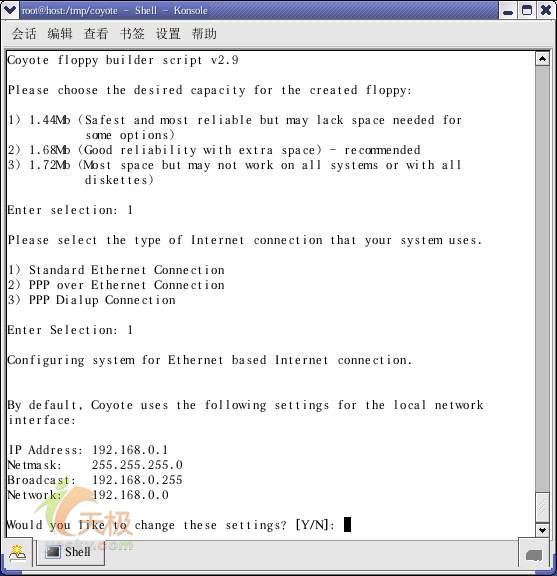 root@host:/tmp/coyote - Shell - Konsole
会话 编辑 查看 书签 设置 帮助
Coyote floppy builder script v2.9
Please choose the desired capacity for the created floppy:
1) 1.44Mb (Safest and most reliable but may lack space needed for
some options)
2) 1.68Mb (Good reliability with extra space) - recommended
3) 1.72Mb (Most space but may not work on all systems or with all
diskettes)
Enter selection: 1
Please select the type of Internet connection that your system uses.
1) Standard Ethernet Connection
2) PPP over Ethernet Connection
3) PPP Dialup Connection
Enter Selection: 1
Configuring system for Ethernet based Internet connection.
By default, Coyote uses the following settings for the local network
interface:
IP Address: 192.168.0.1
Netmask: 255.255.255.0
Broadcast: 192.168.0.255
Network: 192.168.0.0
Would you like to change these settings? [Y/N]:
天极
yesky.com
Shell